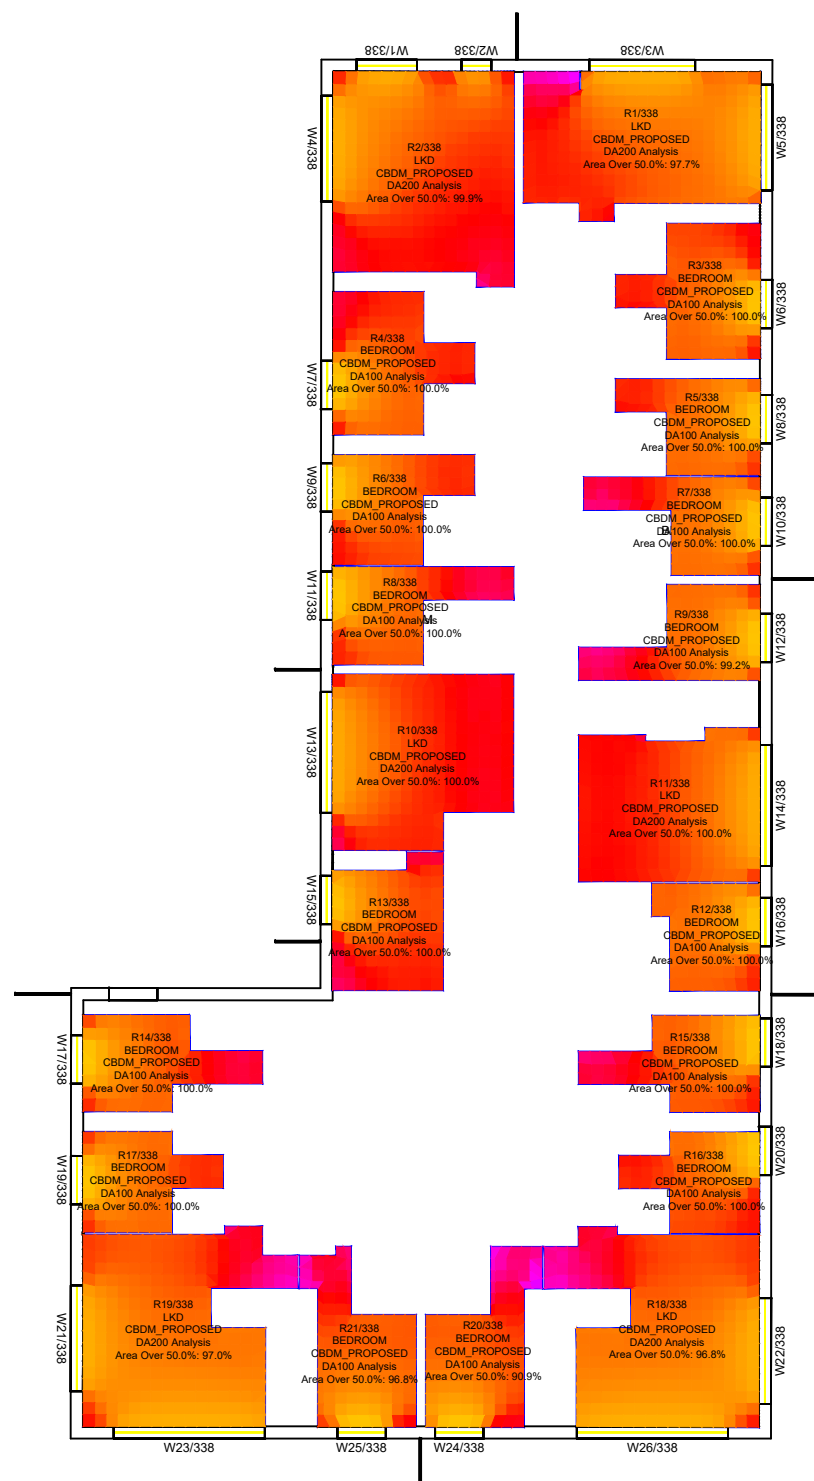 W1/338
W2/338
W3/338
W4/338
R2/338
LKD
CBDM_PROPOSED
DA200 Analysis
Area Over 50.0%: 99.9%
R1/338
LKD
CBDM_PROPOSED
DA200 Analysis
Area Over 50.0%: 97.7%
W5/338
R3/338
BEDROOM
CBDM_PROPOSED
DA100 Analysis
Area Over 50.0%: 100.0%
W6/338
W7/338
R4/338
BEDROOM
CBDM_PROPOSED
DA100 Analysis
Area Over 50.0%: 100.0%
R5/338
BEDROOM
CBDM_PROPOSED
DA100 Analysis
Area Over 50.0%: 100.0%
W8/338
W9/338
R6/338
BEDROOM
CBDM_PROPOSED
DA100 Analysis
Area Over 50.0%: 100.0%
R7/338
BEDROOM
CBDM_PROPOSED
DA100 Analysis
Area Over 50.0%: 100.0%
W10/338
W11/338
R8/338
BEDROOM
CBDM_PROPOSED
DA100 Analysis
Area Over 50.0%: 100.0%
R9/338
BEDROOM
CBDM_PROPOSED
DA100 Analysis
Area Over 50.0%: 99.2%
W12/338
W13/338
R10/338
LKD
CBDM_PROPOSED
DA200 Analysis
Area Over 50.0%: 100.0%
R11/338
LKD
CBDM_PROPOSED
DA200 Analysis
Area Over 50.0%: 100.0%
W14/338
W15/338
R13/338
BEDROOM
CBDM_PROPOSED
DA100 Analysis
Area Over 50.0%: 100.0%
R12/338
BEDROOM
CBDM_PROPOSED
DA100 Analysis
Area Over 50.0%: 100.0%
W16/338
W17/338
R14/338
BEDROOM
CBDM_PROPOSED
DA100 Analysis
Area Over 50.0%: 100.0%
R15/338
BEDROOM
CBDM_PROPOSED
DA100 Analysis
Area Over 50.0%: 100.0%
W18/338
W19/338
R17/338
BEDROOM
CBDM_PROPOSED
DA100 Analysis
Area Over 50.0%: 100.0%
R16/338
BEDROOM
CBDM_PROPOSED
DA100 Analysis
Area Over 50.0%: 100.0%
W20/338
W21/338
R19/338
LKD
CBDM_PROPOSED
DA200 Analysis
Area Over 50.0%: 97.0%
R21/338
BEDROOM
CBDM_PROPOSED
DA100 Analysis
Area Over 50.0%: 96.8%
R20/338
BEDROOM
CBDM_PROPOSED
DA100 Analysis
Area Over 50.0%: 90.9%
R18/338
LKD
CBDM_PROPOSED
DA200 Analysis
Area Over 50.0%: 96.8%
W22/338
W23/338
W25/338
W24/338
W26/338